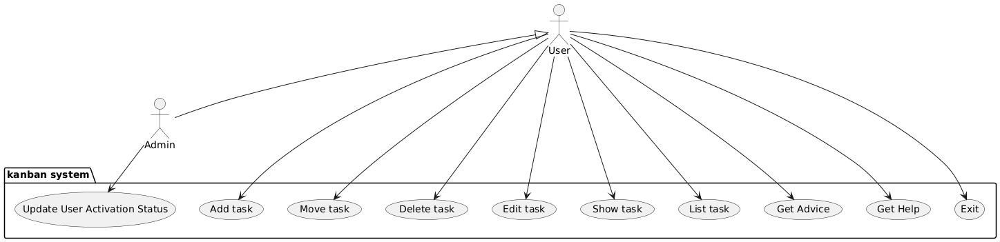 User
Admin
kanban system
Update User Activation Status
Add task
Move task
Delete task
Edit task
Show task
List task
Get Advice
Get Help
Exit